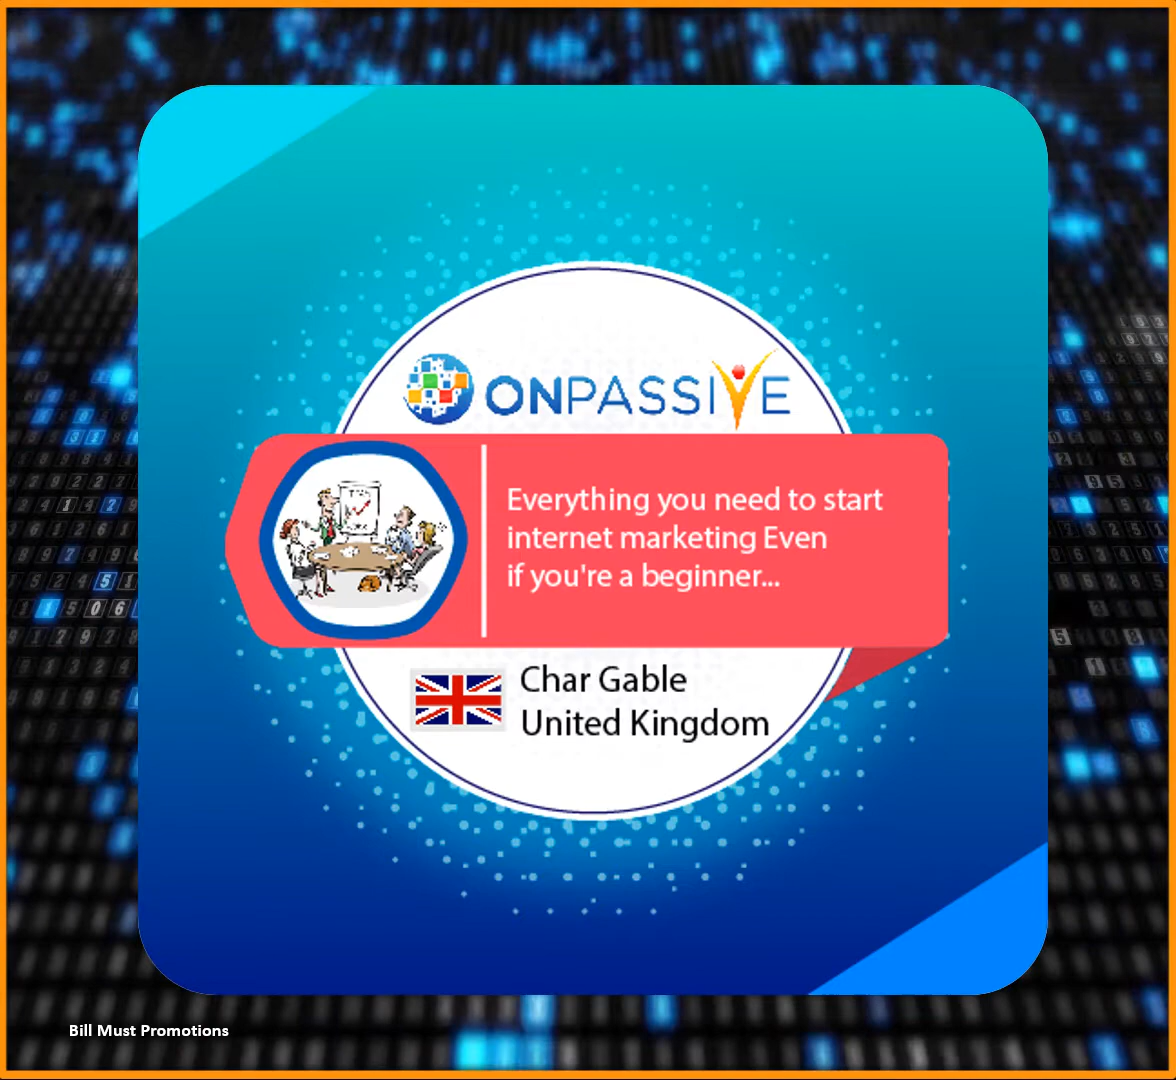 ONPASSIVE
Everything you need to start
internet marketing Even
if you're a beginner...
Char Gable
United Kingdom
Bill Must Promotions